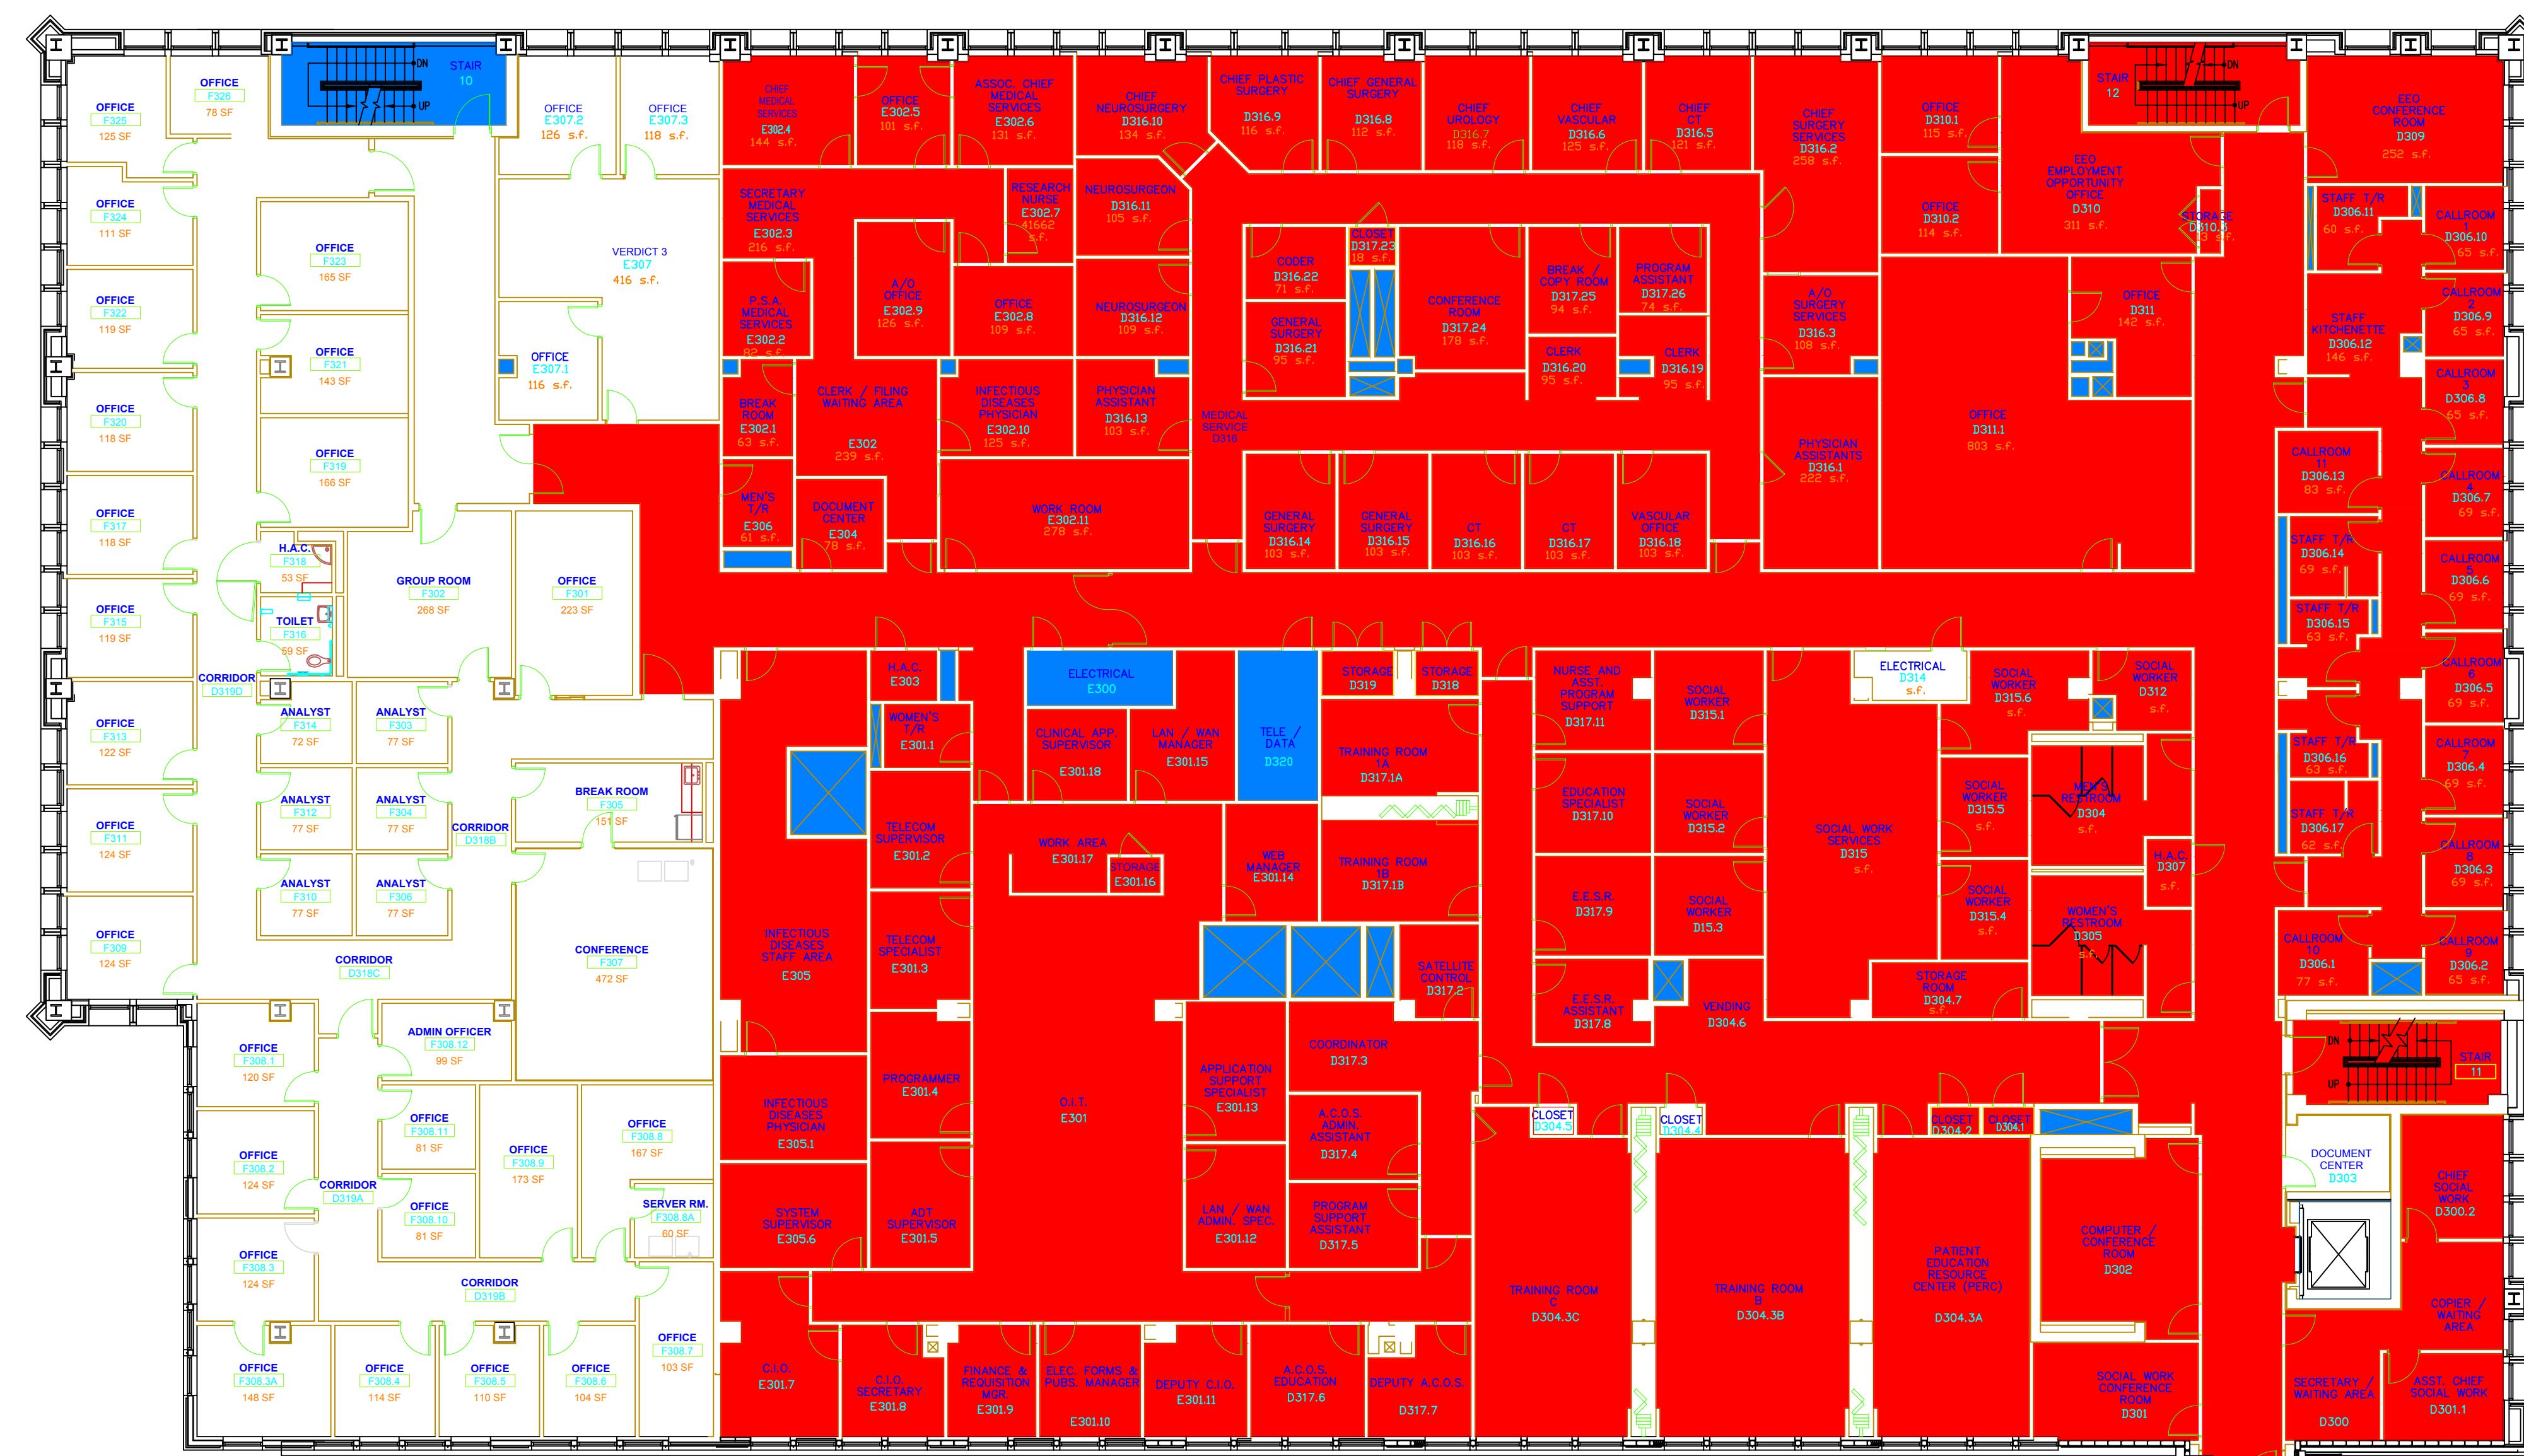 OFFICE
F326
78 SF
OFFICE
F325
125 SF
STAIR
10
DN
UP
OFFICE
E307.2
126 s.f.
OFFICE
E307.3
118 s.f.
OFFICE
F324
111 SF
OFFICE
F323
165 SF
VERDICT 3
E307
416 s.f.
OFFICE
F322
119 SF
OFFICE
F321
143 SF
OFFICE
E307.1
116 s.f.
OFFICE
F320
118 SF
OFFICE
F319
166 SF
OFFICE
F317
118 SF
H.A.C.
F318
53 SF
GROUP ROOM
F302
268 SF
OFFICE
F301
223 SF
OFFICE
F315
119 SF
TOILET
F316
59 SF
CORRIDOR
D319D
OFFICE
F313
122 SF
ANALYST
F314
72 SF
ANALYST
F303
77 SF
OFFICE
F311
124 SF
ANALYST
F312
77 SF
ANALYST
F304
77 SF
CORRIDOR
D318B
BREAK ROOM
F305
151 SF
ANALYST
F310
77 SF
ANALYST
F306
77 SF
OFFICE
F309
124 SF
CORRIDOR
D318C
CONFERENCE
F307
472 SF
OFFICE
F308.1
120 SF
ADMIN OFFICER
F308.12
99 SF
OFFICE
F308.2
124 SF
OFFICE
F308.11
81 SF
OFFICE
F308.9
173 SF
OFFICE
F308.8
167 SF
CORRIDOR
D319A
OFFICE
F308.10
81 SF
SERVER RM.
F308.8A
60 SF
OFFICE
F308.3
124 SF
CORRIDOR
D319B
OFFICE
F308.3A
148 SF
OFFICE
F308.4
114 SF
OFFICE
F308.5
110 SF
OFFICE
F308.6
104 SF
OFFICE
F308.7
103 SF
CHIEF
MEDICAL
SERVICES
E302.4
144 s.f.
OFFICE
E302.5
101 s.f.
ASSOC. CHIEF
MEDICAL
SERVICES
E302.6
131 s.f.
CHIEF
NEUROSURGERY
D316.10
134 s.f.
CHIEF PLASTIC
SURGERY
D316.9
116 s.f.
CHIEF GENERAL
SURGERY
D316.8
112 s.f.
CHIEF
UROLOGY
D316.7
118 s.f.
CHIEF
VASCULAR
D316.6
125 s.f.
CHIEF
CT
D316.5
121 s.f.
CHIEF
SURGERY
SERVICES
D316.2
258 s.f.
OFFICE
D310.1
115 s.f.
STAIR
12
DN
UP
EEO
CONFERENCE
ROOM
D309
252 s.f.
SECRETARY
MEDICAL
SERVICES
E302.3
216 s.f.
RESEARCH
NURSE
E302.7
41662
s.f.
NEUROSURGEON
D316.11
105 s.f.
OFFICE
D310.2
114 s.f.
EEO
EMPLOYMENT
OPPORTUNITY
OFFICE
D310
311 s.f.
STORAGE
D310.3
STAFF T/R
D306.11
60 s.f.
CALLROOM
1
D306.10
65 s.f.
P.S.A.
MEDICAL
SERVICES
E302.2
82 s.f.
A/O
OFFICE
E302.9
126 s.f.
OFFICE
E302.8
109 s.f.
NEUROSURGEON
D316.12
109 s.f.
CODER
D316.22
71 s.f.
CLOSET
D317.23
18 s.f.
GENERAL
SURGERY
D316.21
95 s.f.
CONFERENCE
ROOM
D317.24
178 s.f.
BREAK /
COPY ROOM
D317.25
94 s.f.
PROGRAM
ASSISTANT
D317.26
74 s.f.
CLERK
D316.20
95 s.f.
CLERK
D316.19
95 s.f.
A/O
SURGERY
SERVICES
D316.3
108 s.f.
OFFICE
D311
142 s.f.
STAFF
KITCHENETTE
D306.12
146 s.f.
CALLROOM
2
D306.9
65 s.f.
CALLROOM
3
D306.8
65 s.f.
BREAK
ROOM
E302.1
63 s.f.
CLERK / FILING
WAITING AREA
E302
239 s.f.
INFECTIOUS
DISEASES
PHYSICIAN
E302.10
125 s.f.
PHYSICIAN
ASSISTANT
D316.13
103 s.f.
MEDICAL
SERVICE
D316
PHYSICIAN
ASSISTANTS
D316.1
222 s.f.
OFFICE
D311.1
803 s.f.
CALLROOM
11
D306.13
83 s.f.
CALLROOM
4
D306.7
69 s.f.
MEN'S
T/R
E306
61 s.f.
DOCUMENT
CENTER
E304
78 s.f.
WORK ROOM
E302.11
278 s.f.
GENERAL
SURGERY
D316.14
103 s.f.
GENERAL
SURGERY
D316.15
103 s.f.
CT
D316.16
103 s.f.
CT
D316.17
103 s.f.
VASCULAR
OFFICE
D316.18
103 s.f.
STAFF T/R
D306.14
69 s.f.
CALLROOM
5
D306.6
69 s.f.
STAFF T/R
D306.15
63 s.f.
CALLROOM
6
D306.5
69 s.f.
H.A.C.
E303
ELECTRICAL
E300
WOMEN'S
T/R
E301.1
CLINICAL APP.
SUPERVISOR
E301.18
LAN / WAN
MANAGER
E301.15
TELE /
DATA
D320
STORAGE
D319
STORAGE
D318
TRAINING ROOM
1A
D317.1A
NURSE AND
ASST.
PROGRAM
SUPPORT
D317.11
SOCIAL
WORKER
D315.1
ELECTRICAL
D314
s.f.
SOCIAL
WORKER
D315.6
s.f.
SOCIAL
WORKER
D312
s.f.
STAFF T/R
D306.16
63 s.f.
CALLROOM
7
D306.4
69 s.f.
TELECOM
SUPERVISOR
E301.2
WORK AREA
E301.17
STORAGE
E301.16
WEB
MANAGER
E301.14
TRAINING ROOM
1B
D317.1B
EDUCATION
SPECIALIST
D317.10
SOCIAL
WORKER
D315.2
SOCIAL WORK
SERVICES
D315
s.f.
SOCIAL
WORKER
D315.5
s.f.
MEN'S
RESTROOM
D304
s.f.
H.A.C.
D307
s.f.
STAFF T/R
D306.17
62 s.f.
CALLROOM
8
D306.3
69 s.f.
INFECTIOUS
DISEASES
STAFF AREA
E305
TELECOM
SPECIALIST
E301.3
SATELLITE
CONTROL
D317.2
E.E.S.R.
D317.9
SOCIAL
WORKER
D15.3
SOCIAL
WORKER
D315.4
s.f.
WOMEN'S
RESTROOM
D305
s.f.
CALLROOM
10
D306.1
77 s.f.
CALLROOM
9
D306.2
65 s.f.
E.E.S.R.
ASSISTANT
D317.8
VENDING
D304.6
STORAGE
ROOM
D304.7
s.f.
INFECTIOUS
DISEASES
PHYSICIAN
E305.1
PROGRAMMER
E301.4
O.I.T.
E301
APPLICATION
SUPPORT
SPECIALIST
E301.13
COORDINATOR
D317.3
A.C.O.S.
ADMIN.
ASSISTANT
D317.4
CLOSET
D304.5
CLOSET
D304.4
CLOSET
D304.2
CLOSET
D304.1
DN
UP
STAIR
11
DOCUMENT
CENTER
D303
CHIEF
SOCIAL
WORK
D300.2
SYSTEM
SUPERVISOR
E305.6
ADT
SUPERVISOR
E301.5
LAN / WAN
ADMIN. SPEC.
E301.12
PROGRAM
SUPPORT
ASSISTANT
D317.5
TRAINING ROOM
C
D304.3C
TRAINING ROOM
B
D304.3B
PATIENT
EDUCATION
RESOURCE
CENTER (PERC)
D304.3A
COMPUTER /
CONFERENCE
ROOM
D302
COPIER /
WAITING
AREA
C.I.O.
E301.7
C.I.O.
SECRETARY
E301.8
FINANCE &
REQUISITION
MGR.
E301.9
ELEC. FORMS &
PUBS. MANAGER
E301.10
DEPUTY C.I.O.
E301.11
A.C.O.S.
EDUCATION
D317.6
DEPUTY A.C.O.S.
D317.7
SOCIAL WORK
CONFERENCE
ROOM
D301
SECRETARY /
WAITING AREA
D300
ASST. CHIEF
SOCIAL WORK
D301.1